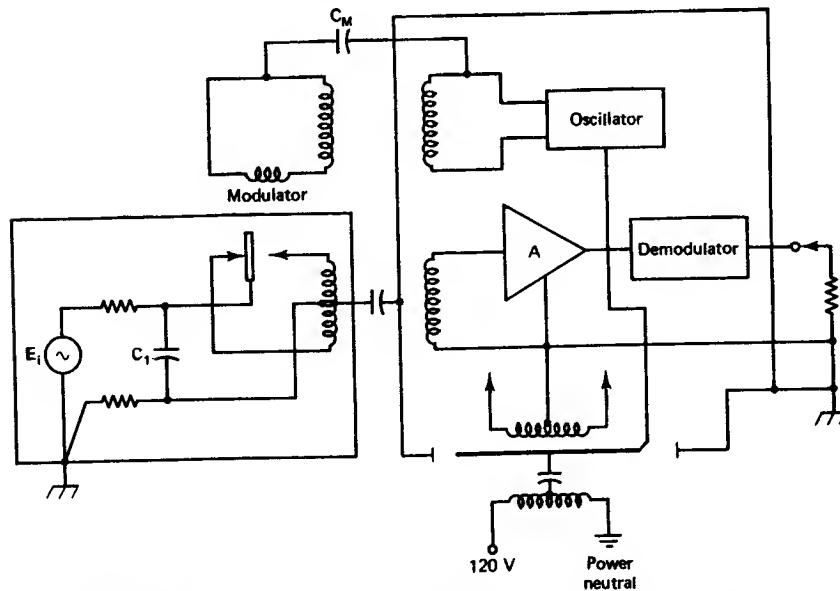 C_M
Oscillator
Modulator
A
Demodulator
E_i
C_1
120 V
Power
neutral